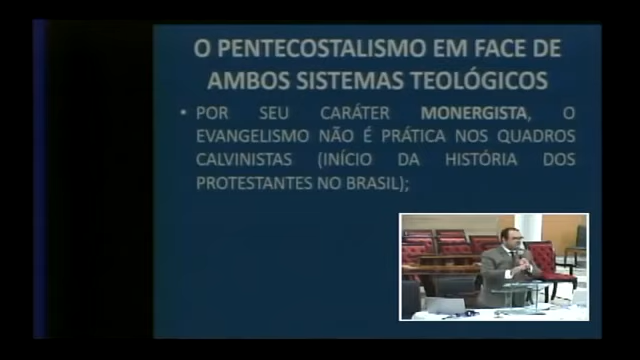 O PENTECOSTALISMO EM FACE DE
AMBOS SISTEMAS TEOLÓGICOS
• POR SEU CARÁTER MONERGISTA, O
EVANGELISMO NÃO É PRÁTICA NOS QUADROS
CALVINISTAS (INÍCIO DA HISTÓRIA DOS
PROTESTANTES NO BRASIL);